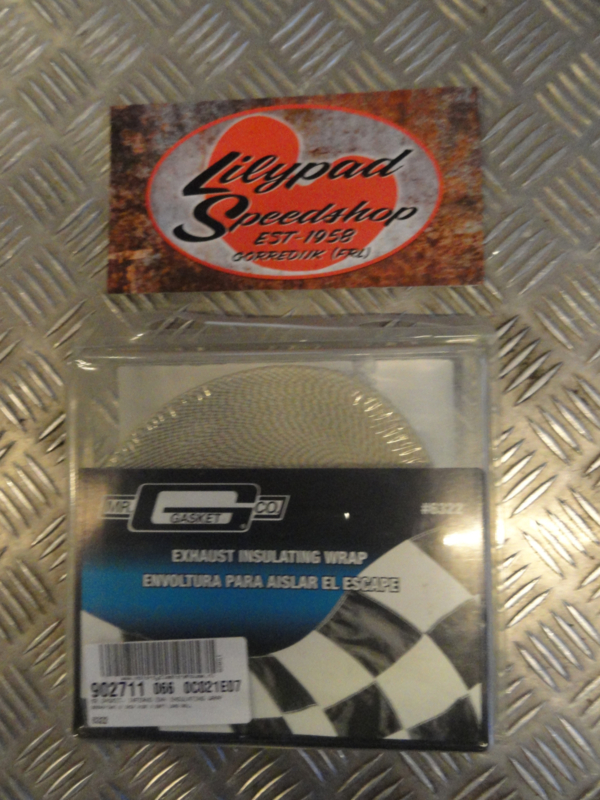 Lilypad
Speedshop
EST-1958
GORREDIJK (FRL)
MR. GASKET CO
#6322
EXHAUST INSULATING WRAP
ENVOLTURA PARA AISLAR EL ESCAPE
902711 066 0C021E07
6322